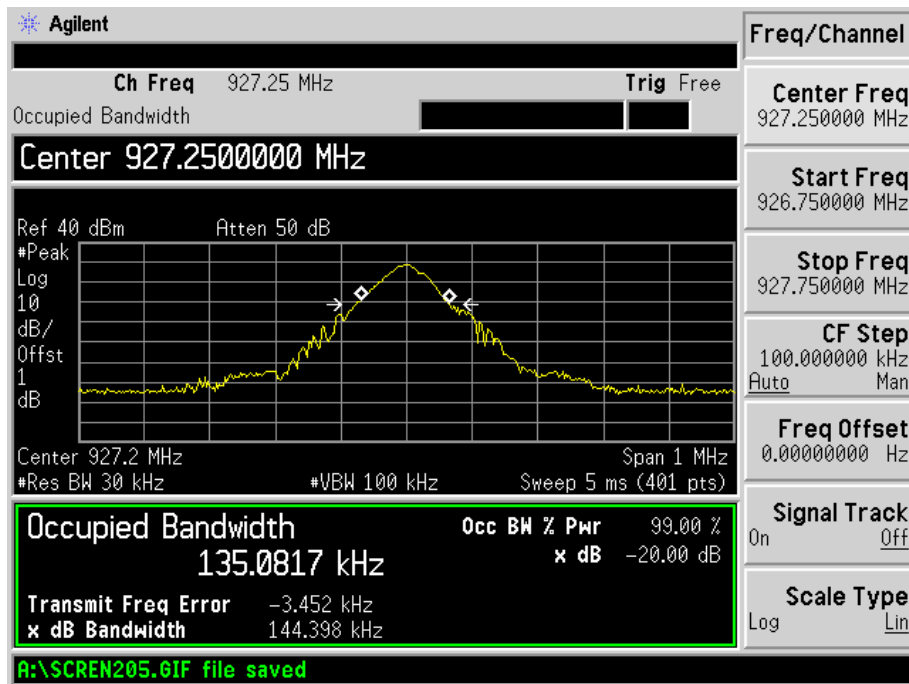 Agilent
Freq/Channel
Ch Freq 927.25 MHz Trig Free
Occupied Bandwidth
Center 927.2500000 MHz
Ref 40 dBm Atten 50 dB
#Peak
Log
10
dB/
Offst
1
dB
Center 927.2 MHz Span 1 MHz
#Res BW 30 kHz #VBW 100 kHz Sweep 5 ms (401 pts)
Occupied Bandwidth Occ BW % Pwr 99.00 %
135.0817 kHz x dB -20.00 dB
Transmit Freq Error -3.452 kHz
x dB Bandwidth 144.398 kHz
A:\SCREN205.GIF file saved
Center Freq
927.250000 MHz
Start Freq
926.750000 MHz
Stop Freq
927.750000 MHz
CF Step
100.000000 kHz
Auto Man
Freq Offset
0.00000000 Hz
Signal Track
On Off
Scale Type
Log Lin